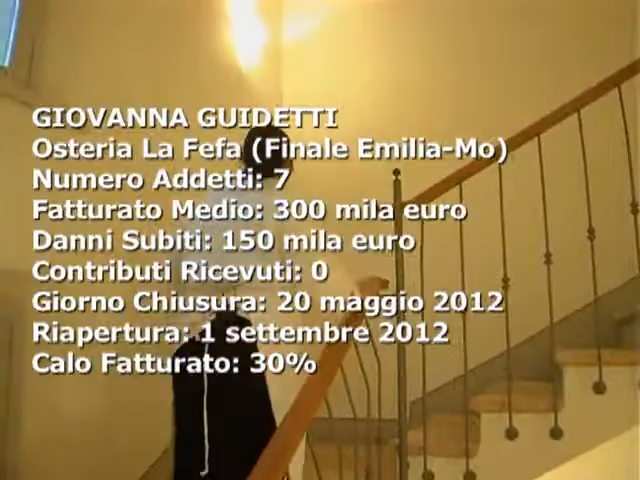 GIOVANNA GUIDETTI
Osteria La Fefa (Finale Emilia-Mo)
Numero Addetti: 7
Fatturato Medio: 300 mila euro
Danni Subiti: 150 mila euro
Contributi Ricevuti: 0
Giorno Chiusura: 20 maggio 2012
Riapertura: 1 settembre 2012
Calo Fatturato: 30%